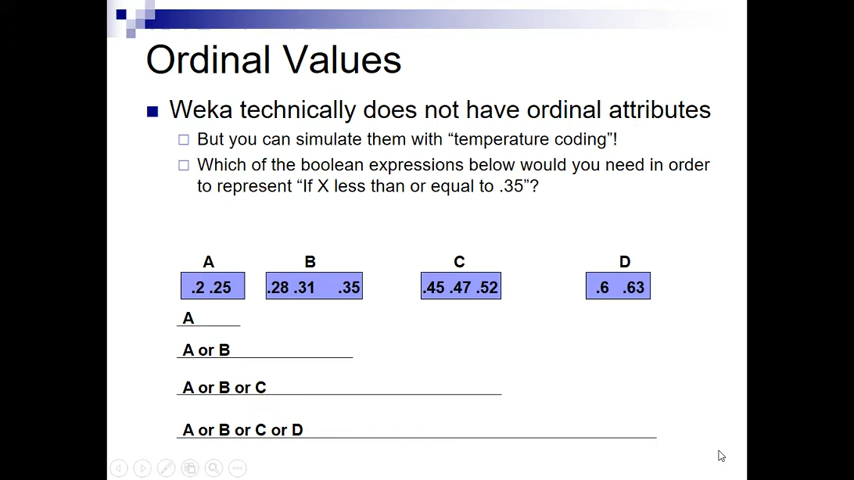 Ordinal Values
Weka technically does not have ordinal attributes
But you can simulate them with “temperature coding”!
Which of the boolean expressions below would you need in order
to represent “If X less than or equal to .35”?
A B C D
.2 .25 .28 .31 .35 .45 .47 .52 .6 .63
A
A or B
A or B or C
A or B or C or D